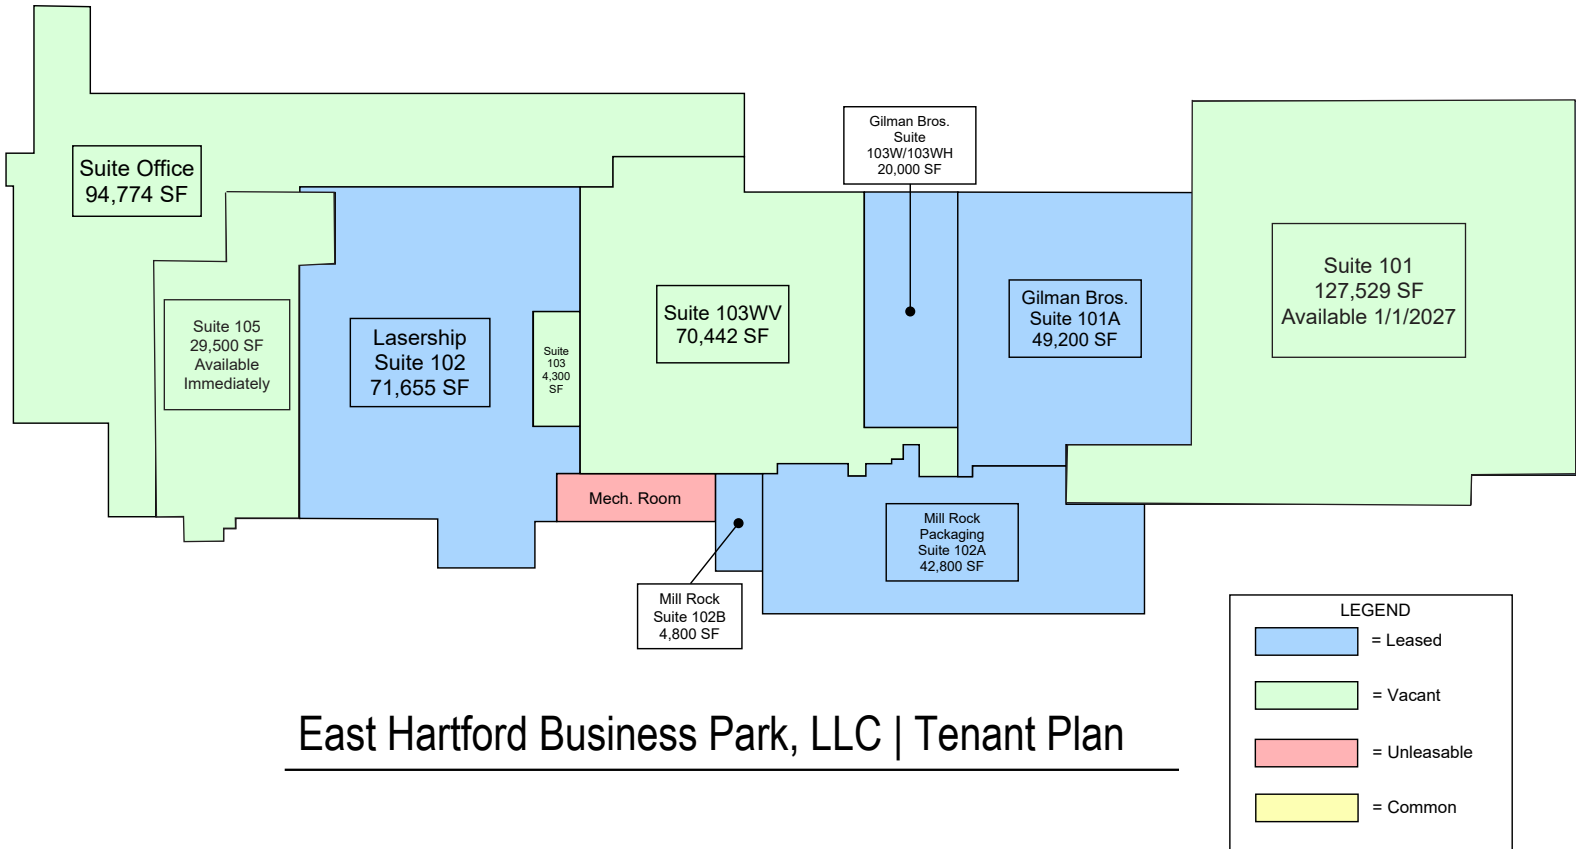 Suite Office
94,774 SF
Suite 105
29,500 SF
Available
Immediately
Lasership
Suite 102
71,655 SF
Suite
103
4,300
SF
Suite 103WV
70,442 SF
Gilman Bros.
Suite
103W/103WH
20,000 SF
Gilman Bros.
Suite 101A
49,200 SF
Suite 101
127,529 SF
Available 1/1/2027
Mech. Room
Mill Rock
Packaging
Suite 102A
42,800 SF
Mill Rock
Suite 102B
4,800 SF
LEGEND
= Leased
= Vacant
= Unleasable
= Common
East Hartford Business Park, LLC | Tenant Plan